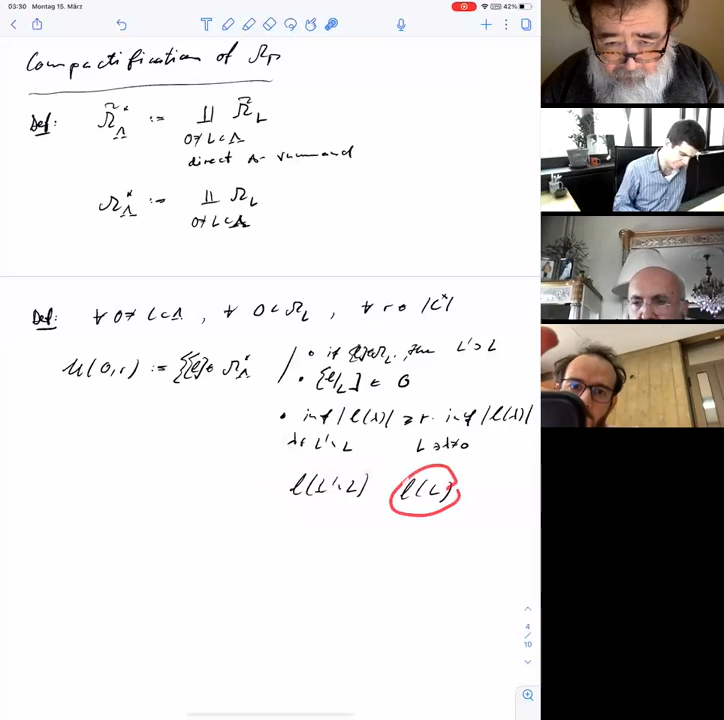 03:30 Montag 15. März
42%
Compactification of Ω_Γ
Def: Ω̃*_Λ := ∐ Ω̃_L
0≠L⊂Λ
direct A-summand
Ω*_Λ := ∐ Ω_L
0≠L⊂Λ
Def: ∀ 0≠L⊂Λ, ∀ O⊂Ω_L, ∀ r∈|C^×|
U(O,r) := {[ℓ]∈Ω*_Λ | • if [ℓ]∈Ω_L', then L'⊃L
• [ℓ|_L] ∈ O
• inf |ℓ(λ)| ≥ r · inf |ℓ(λ)|
λ∈L'∖L L∋λ≠0
ℓ(L'∖L) ℓ(L)
4
/
10